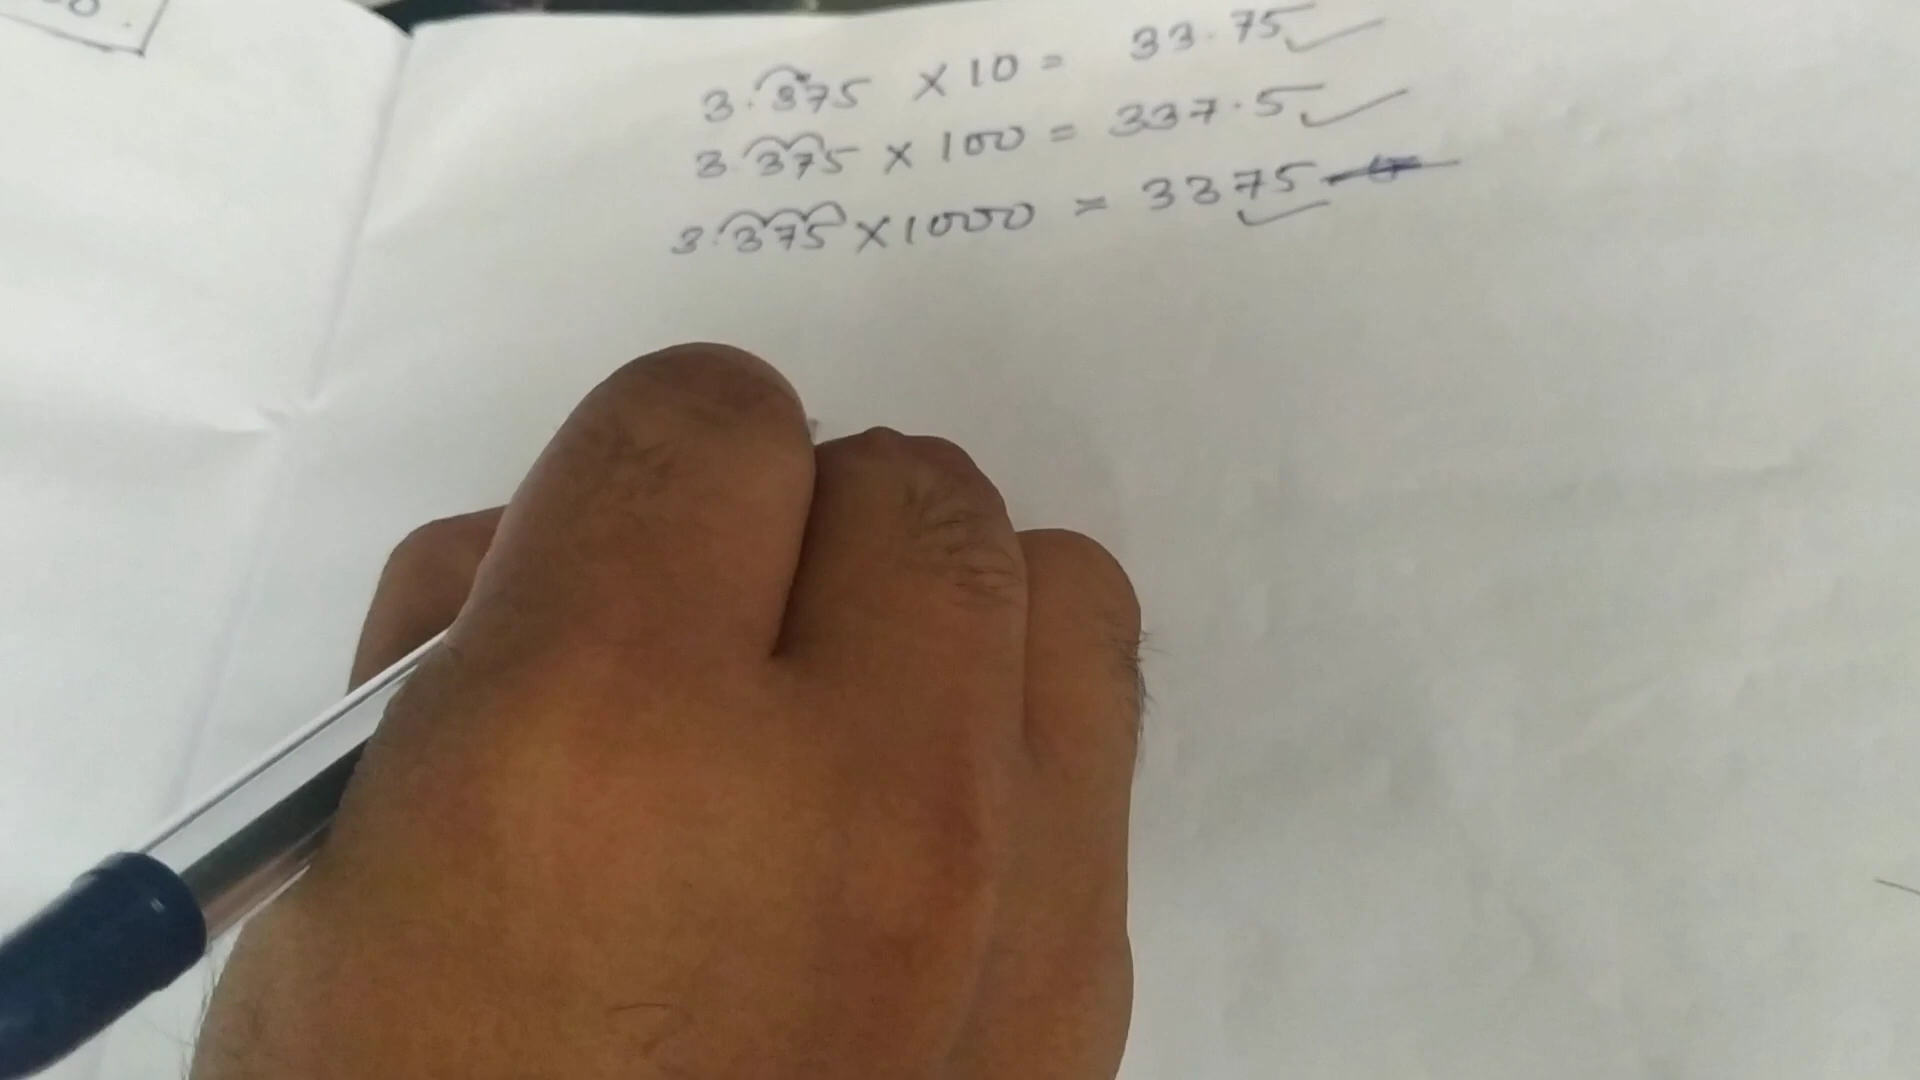 3.375 × 10 = 33.75
3.375 × 100 = 337.5
3.375 × 1000 = 3375